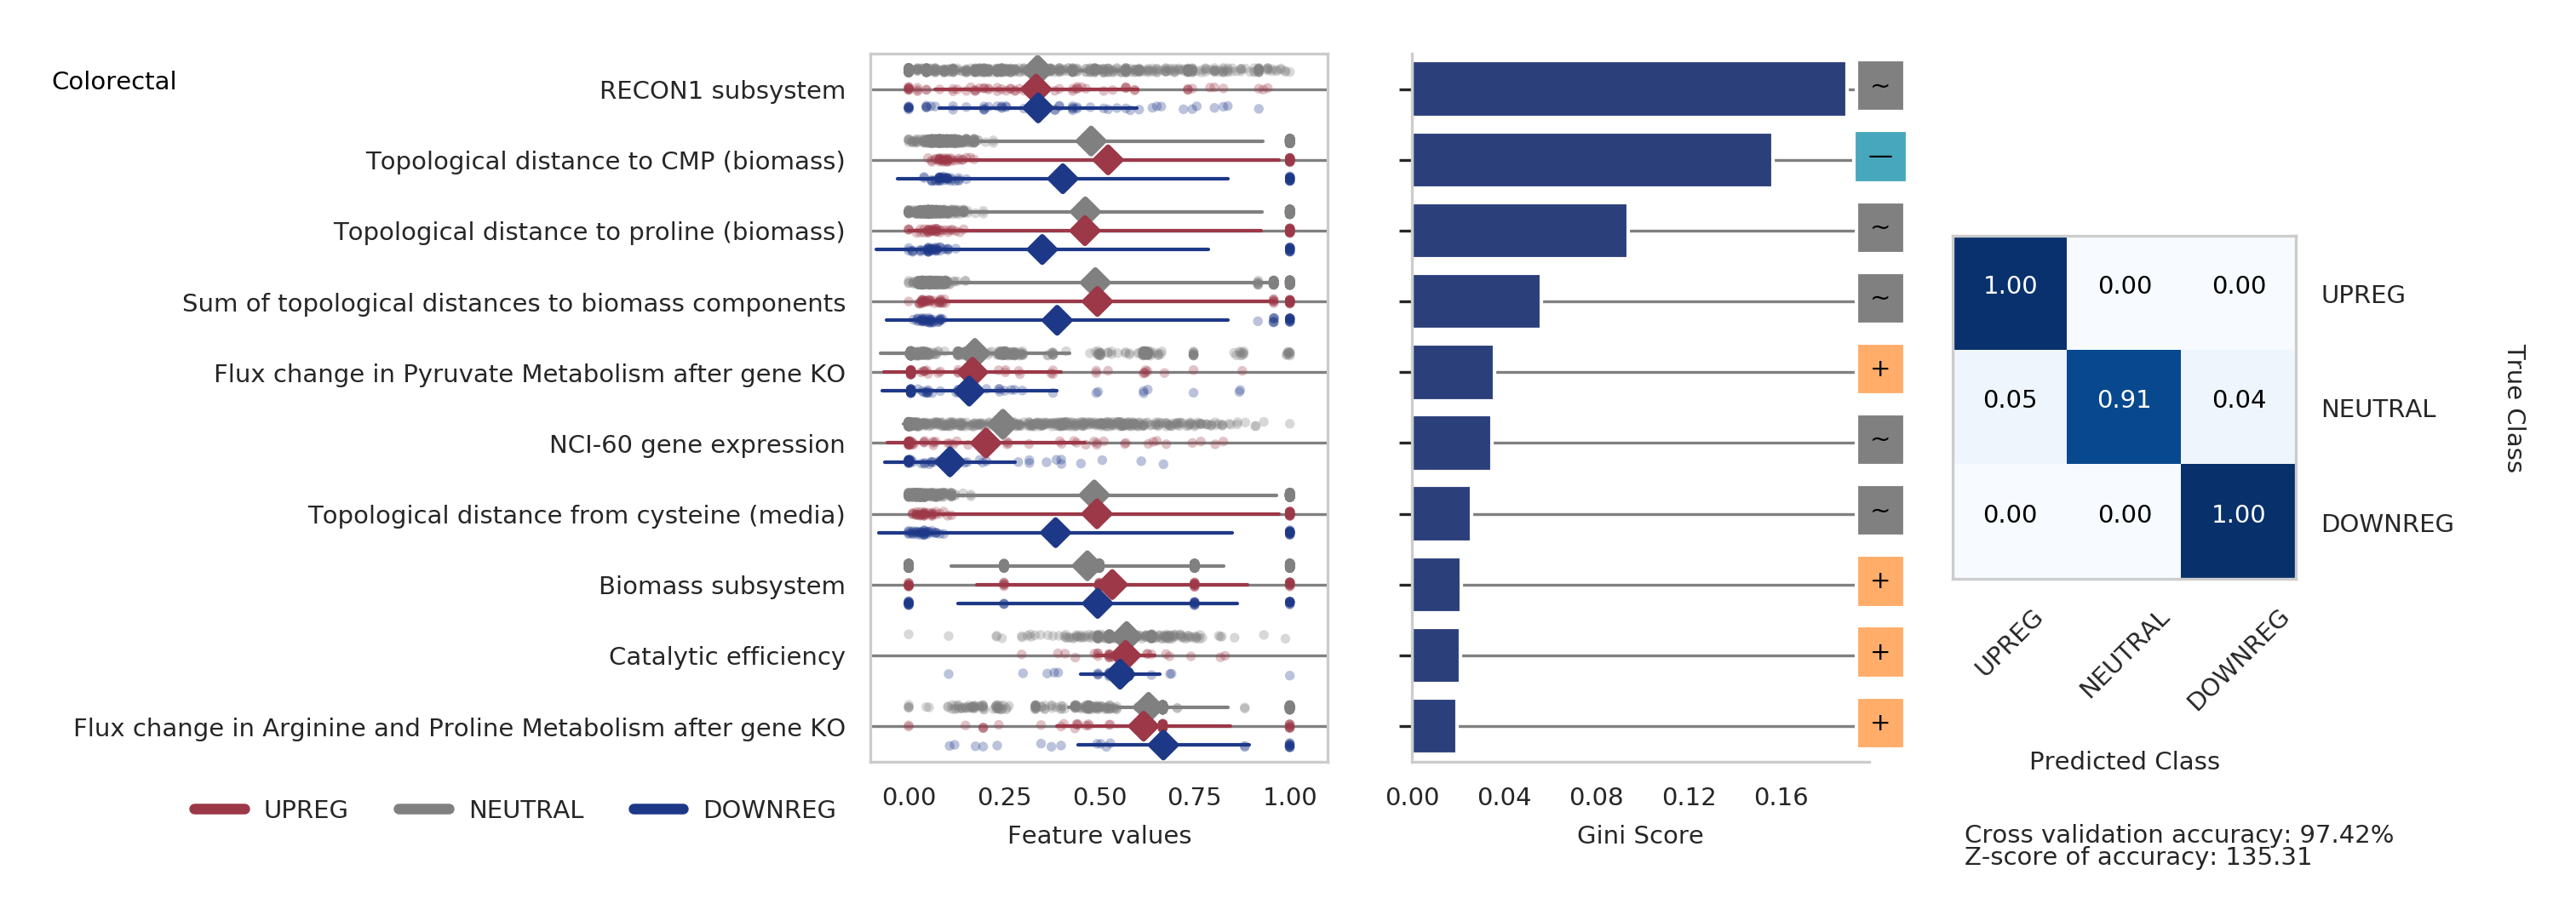 Colorectal
RECON1 subsystem
Topological distance to CMP (biomass)
Topological distance to proline (biomass)
Sum of topological distances to biomass components
Flux change in Pyruvate Metabolism after gene KO
NCI-60 gene expression
Topological distance from cysteine (media)
Biomass subsystem
Catalytic efficiency
Flux change in Arginine and Proline Metabolism after gene KO
UPREG NEUTRAL DOWNREG
0.00 0.25 0.50 0.75 1.00
Feature values
~
—
~
~
+
~
~
+
+
+
0.00 0.04 0.08 0.12 0.16
Gini Score
1.00 0.00 0.00 UPREG
0.05 0.91 0.04 NEUTRAL
0.00 0.00 1.00 DOWNREG
True Class
UPREG NEUTRAL DOWNREG
Predicted Class
Cross validation accuracy: 97.42%
Z-score of accuracy: 135.31